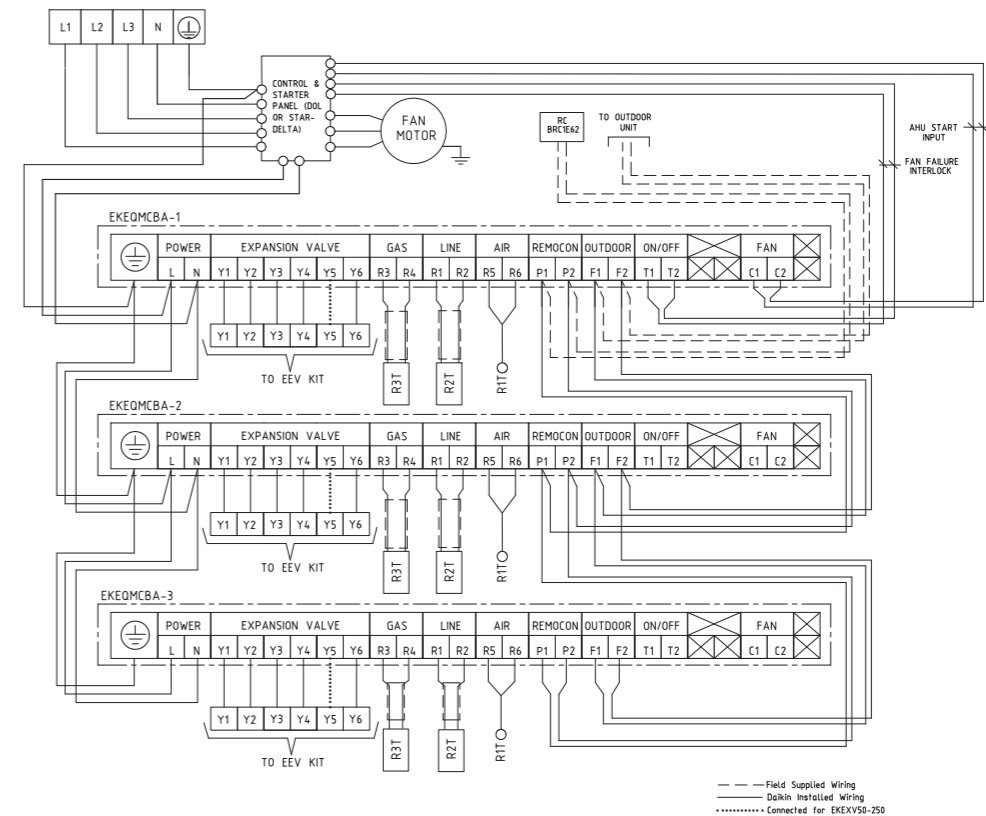 L1 L2 L3 N
CONTROL &
STARTER
PANEL (DOL
OR STAR-
DELTA)
FAN
MOTOR
RC
BRC1E62
TO OUTDOOR
UNIT
AHU START
INPUT
FAN FAILURE
INTERLOCK
EKEQMCBA-1
POWER EXPANSION VALVE GAS LINE AIR REMOCON OUTDOOR ON/OFF FAN
L N Y1 Y2 Y3 Y4 Y5 Y6 R3 R4 R1 R2 R5 R6 P1 P2 F1 F2 T1 T2 C1 C2
Y1 Y2 Y3 Y4 Y5 Y6
TO EEV KIT
R3T
R2T
R1T
EKEQMCBA-2
POWER EXPANSION VALVE GAS LINE AIR REMOCON OUTDOOR ON/OFF FAN
L N Y1 Y2 Y3 Y4 Y5 Y6 R3 R4 R1 R2 R5 R6 P1 P2 F1 F2 T1 T2 C1 C2
Y1 Y2 Y3 Y4 Y5 Y6
TO EEV KIT
R3T
R2T
R1T
EKEQMCBA-3
POWER EXPANSION VALVE GAS LINE AIR REMOCON OUTDOOR ON/OFF FAN
L N Y1 Y2 Y3 Y4 Y5 Y6 R3 R4 R1 R2 R5 R6 P1 P2 F1 F2 T1 T2 C1 C2
Y1 Y2 Y3 Y4 Y5 Y6
TO EEV KIT
R3T
R2T
R1T
Field Supplied Wiring
Daikin Installed Wiring
Connected for EKEXV50-250